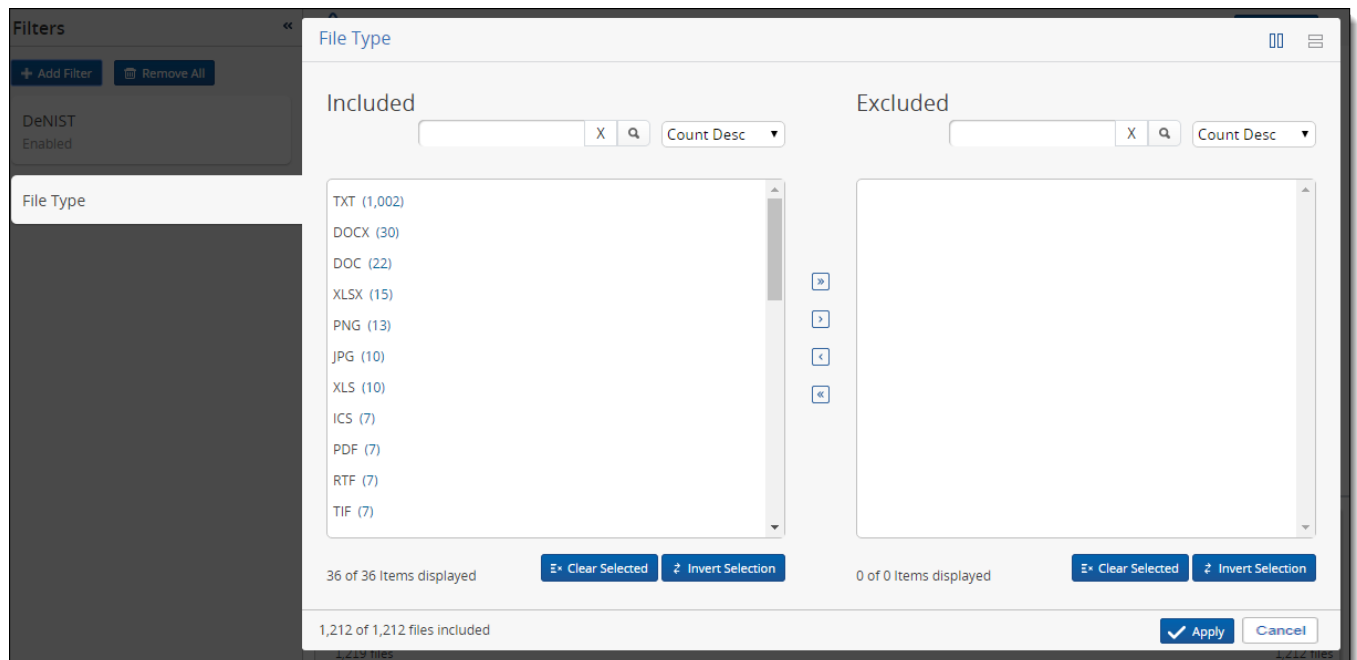 Filters «
File Type
+ Add Filter Remove All
DeNIST
Enabled
File Type
Included
X Count Desc
Excluded
X Count Desc
TXT (1,002)
DOCX (30)
DOC (22)
XLSX (15)
PNG (13)
JPG (10)
XLS (10)
ICS (7)
PDF (7)
RTF (7)
TIF (7)
»
›
‹
«
36 of 36 Items displayed
Clear Selected Invert Selection
0 of 0 Items displayed
Clear Selected Invert Selection
1,212 of 1,212 files included
Apply Cancel
1,219 files 1,212 files